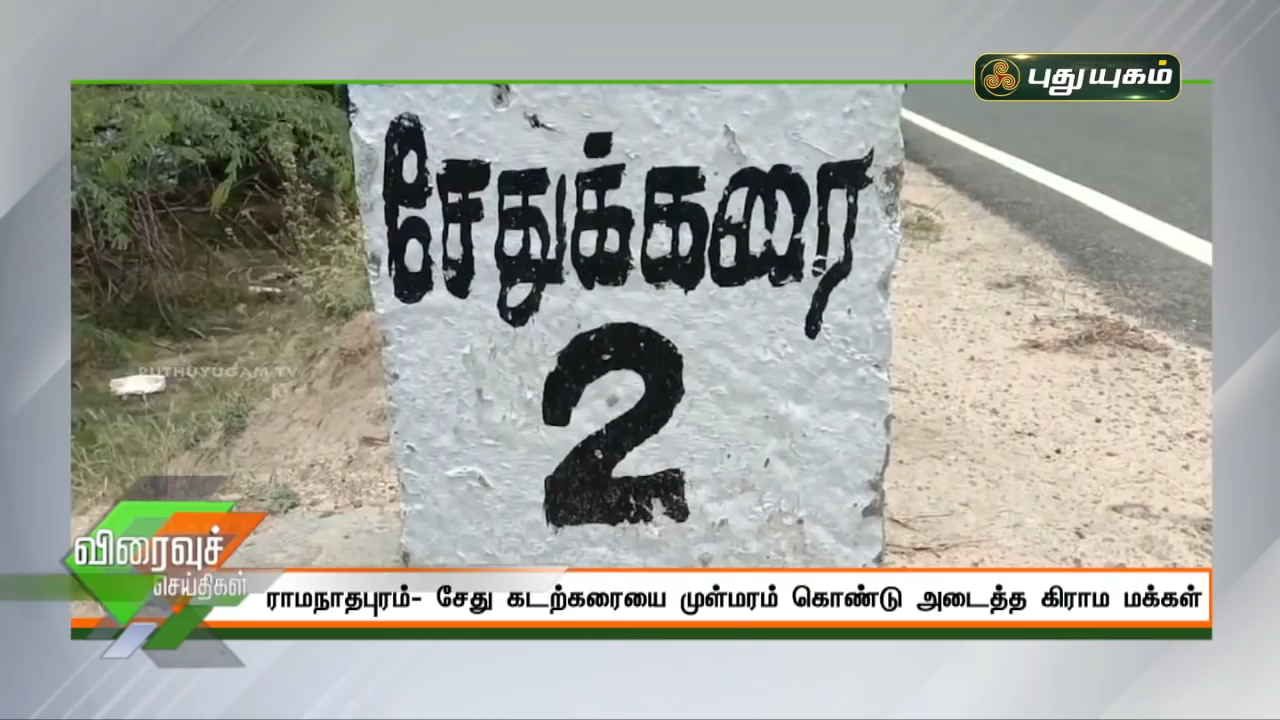 புதுயுகம்
சேதுக்கரை
2
PUTHUYUGAM TV
விரைவுச்
செய்திகள்
ராமநாதபுரம்- சேது கடற்கரையை முள்மரம் கொண்டு அடைத்த கிராம மக்கள்